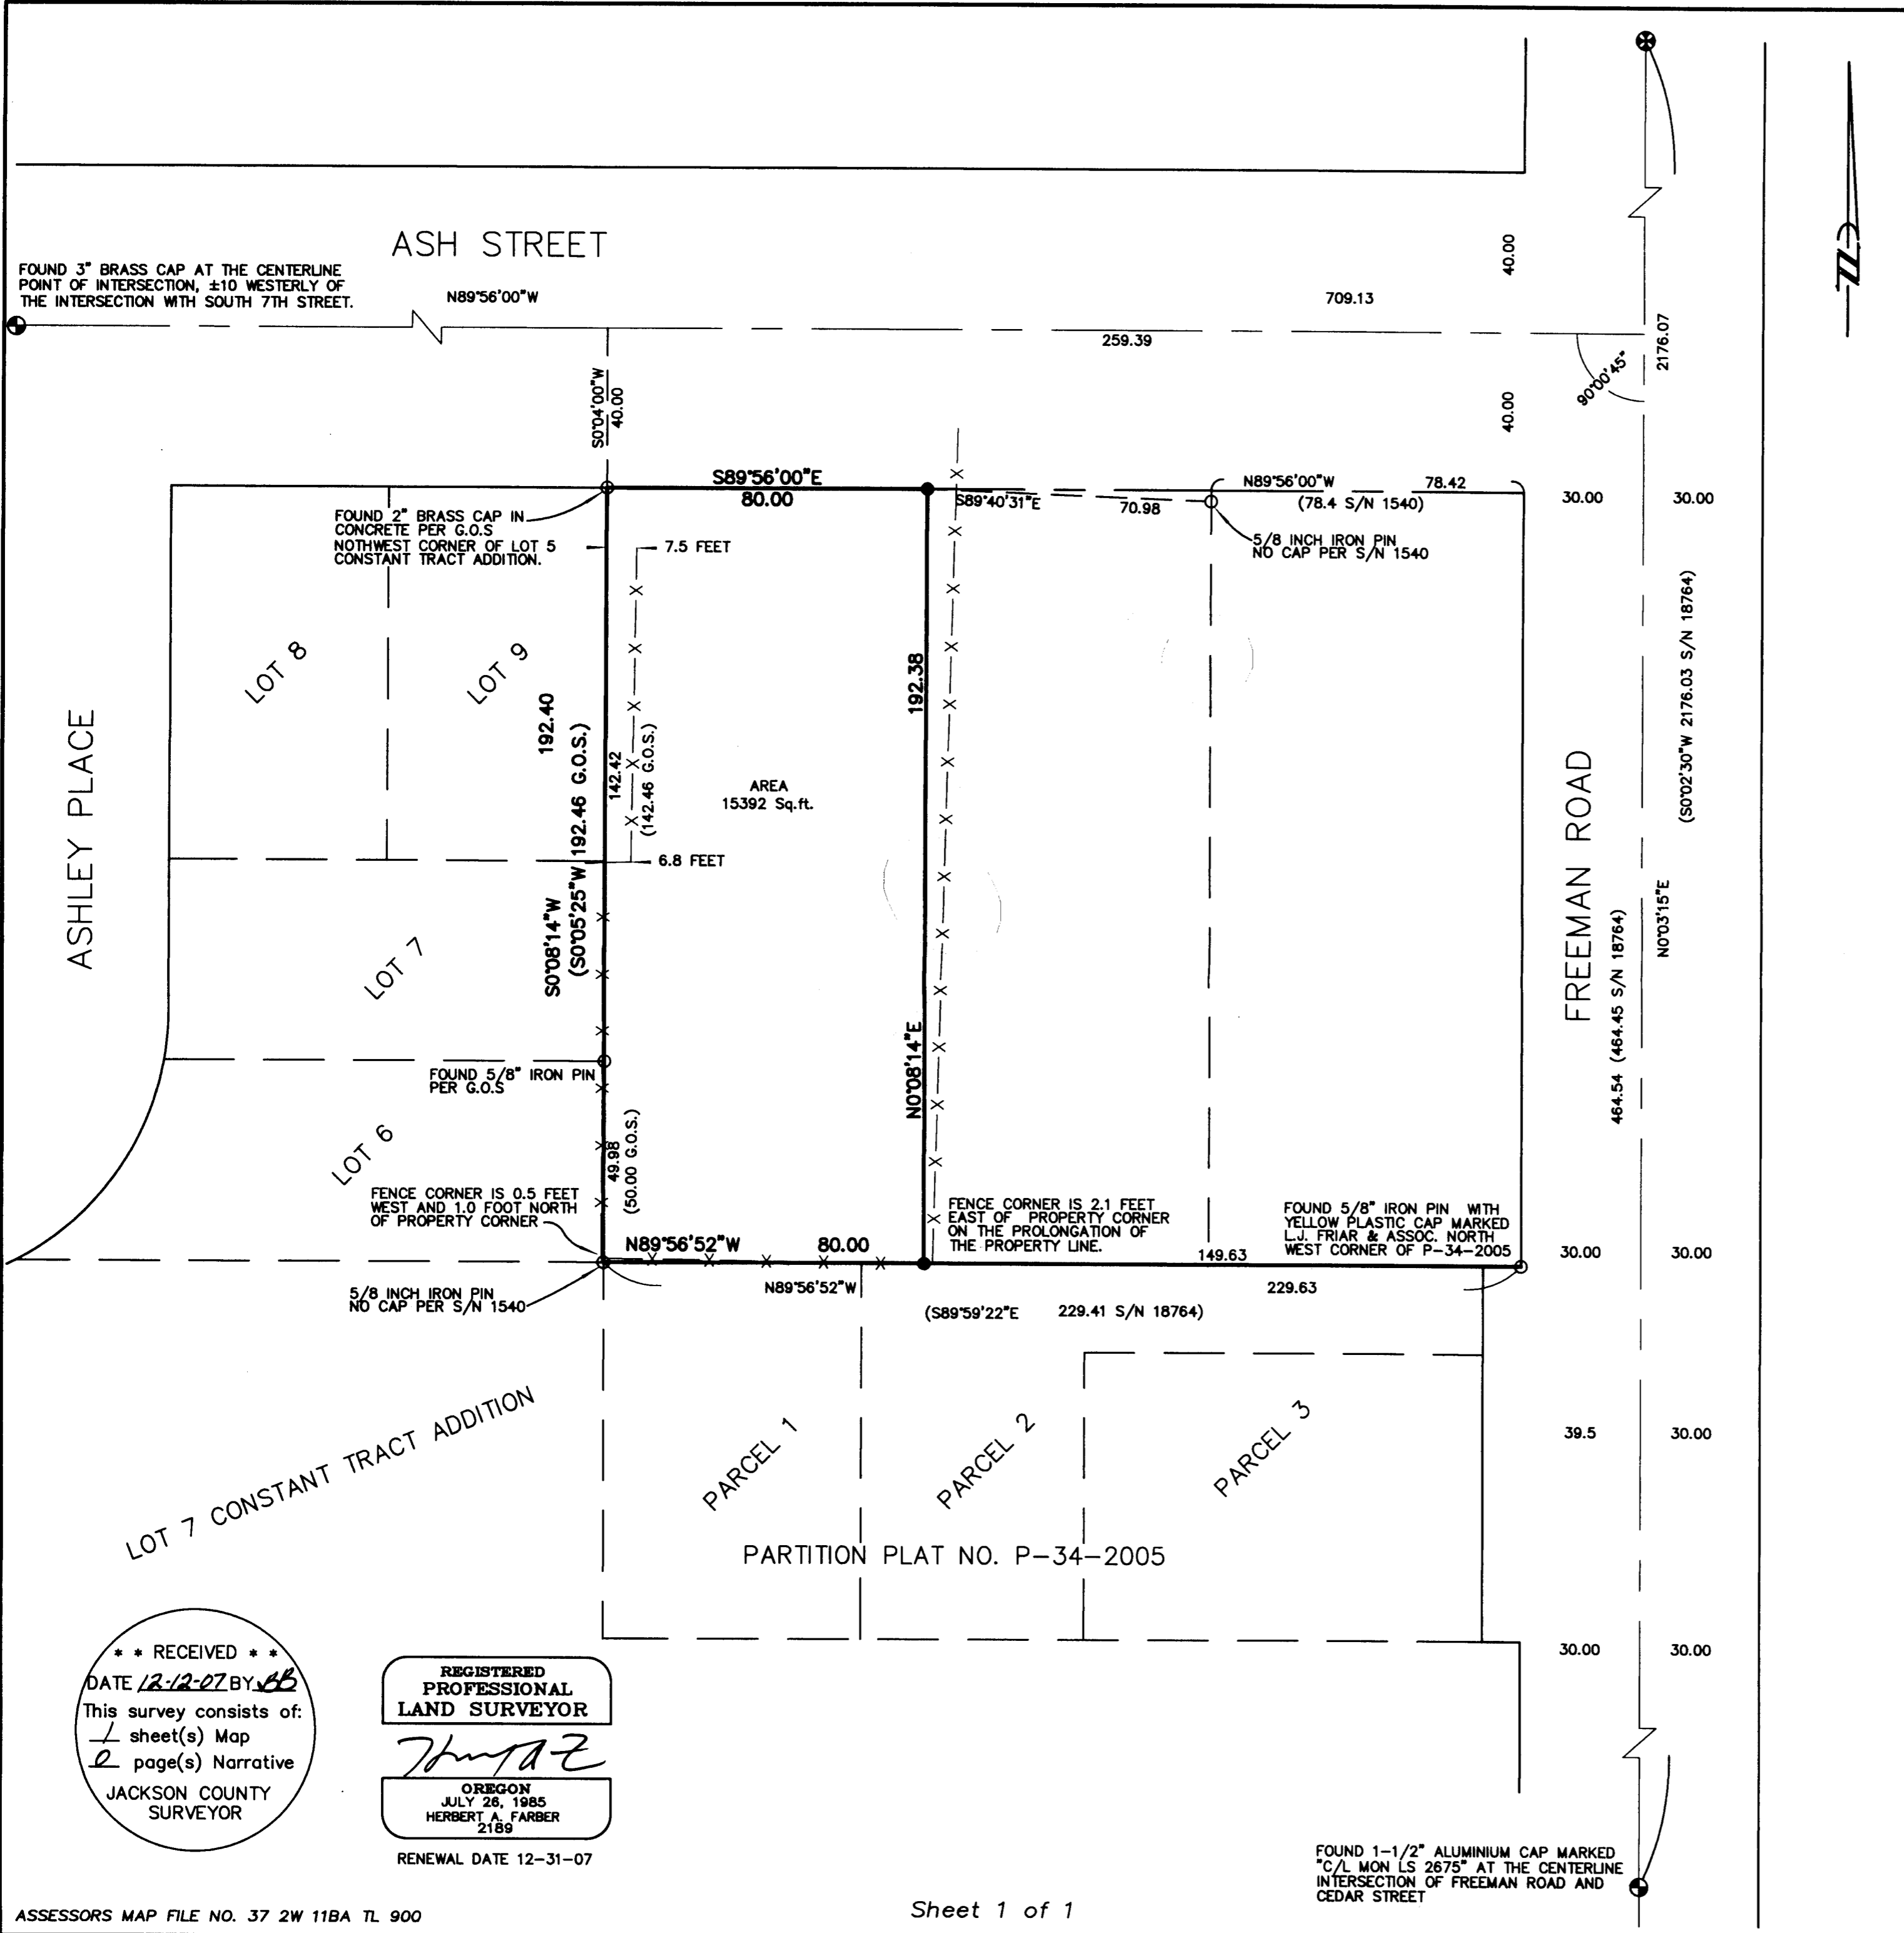 ASH STREET
FOUND 3" BRASS CAP AT THE CENTERLINE
POINT OF INTERSECTION, ±10 WESTERLY OF
THE INTERSECTION WITH SOUTH 7TH STREET.
N89°56'00"W
709.13
259.39
40.00
40.00
2176.07
90°00'45"
S0°04'00"W
40.00
S89°56'00"E
80.00
S89°40'31"E
70.98
N89°56'00"W
78.42
(78.4 S/N 1540)
30.00
30.00
FOUND 2" BRASS CAP IN
CONCRETE PER G.O.S
NOTHWEST CORNER OF LOT 5
CONSTANT TRACT ADDITION.
7.5 FEET
5/8 INCH IRON PIN
NO CAP PER S/N 1540
LOT 8
LOT 9
192.40
(S0°05'25"W 192.46 G.O.S.)
S0°08'14"W
142.42
(142.46 G.O.S.)
AREA
15392 Sq.ft.
192.38
N0°08'14"E
6.8 FEET
ASHLEY PLACE
FREEMAN ROAD
(S0°02'30"W 2176.03 S/N 18764)
N0°03'15"E
464.54 (464.45 S/N 18764)
LOT 7
FOUND 5/8" IRON PIN
PER G.O.S
LOT 6
49.98
(50.00 G.O.S.)
FENCE CORNER IS 0.5 FEET
WEST AND 1.0 FOOT NORTH
OF PROPERTY CORNER
FENCE CORNER IS 2.1 FEET
EAST OF PROPERTY CORNER
ON THE PROLONGATION OF
THE PROPERTY LINE.
FOUND 5/8" IRON PIN WITH
YELLOW PLASTIC CAP MARKED
L.J. FRIAR & ASSOC. NORTH
WEST CORNER OF P-34-2005
N89°56'52"W 80.00
149.63
30.00
30.00
5/8 INCH IRON PIN
NO CAP PER S/N 1540
N89°56'52"W
229.63
(S89°59'22"E 229.41 S/N 18764)
LOT 7 CONSTANT TRACT ADDITION
PARCEL 1
PARCEL 2
PARCEL 3
39.5
30.00
PARTITION PLAT NO. P-34-2005
30.00
30.00
* * RECEIVED * *
DATE 12-12-07 BY BB
This survey consists of:
1 sheet(s) Map
0 page(s) Narrative
JACKSON COUNTY
SURVEYOR
REGISTERED
PROFESSIONAL
LAND SURVEYOR
OREGON
JULY 26, 1985
HERBERT A. FARBER
2189
RENEWAL DATE 12-31-07
FOUND 1-1/2" ALUMINIUM CAP MARKED
"C/L MON LS 2675" AT THE CENTERLINE
INTERSECTION OF FREEMAN ROAD AND
CEDAR STREET
ASSESSORS MAP FILE NO. 37 2W 11BA TL 900
Sheet 1 of 1